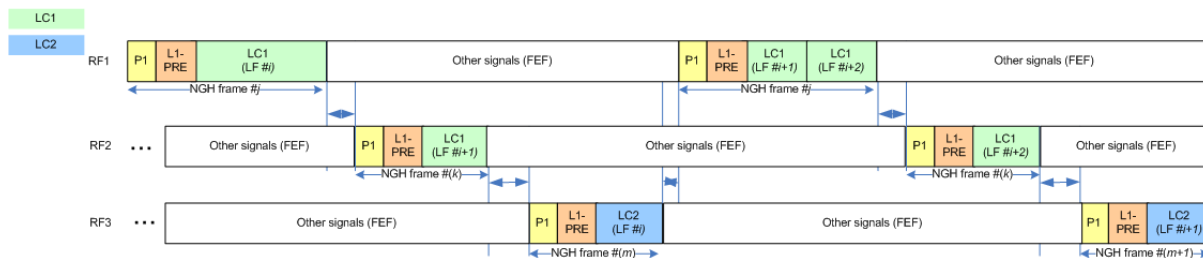 LC1
LC2
RF1
P1
L1-
PRE
LC1
(LF #i)
Other signals (FEF)
P1
L1-
PRE
LC1
(LF #i+1)
LC1
(LF #i+2)
Other signals (FEF)
NGH frame #j
NGH frame #j
RF2
...
Other signals (FEF)
P1
L1-
PRE
LC1
(LF #i+1)
Other signals (FEF)
P1
L1-
PRE
LC1
(LF #i+2)
Other signals (FEF)
NGH frame #(k)
NGH frame #(k)
RF3
...
Other signals (FEF)
P1
L1-
PRE
LC2
(LF #i)
Other signals (FEF)
P1
L1-
PRE
LC2
(LF #i+1)
NGH frame #(m)
NGH frame #(m+1)